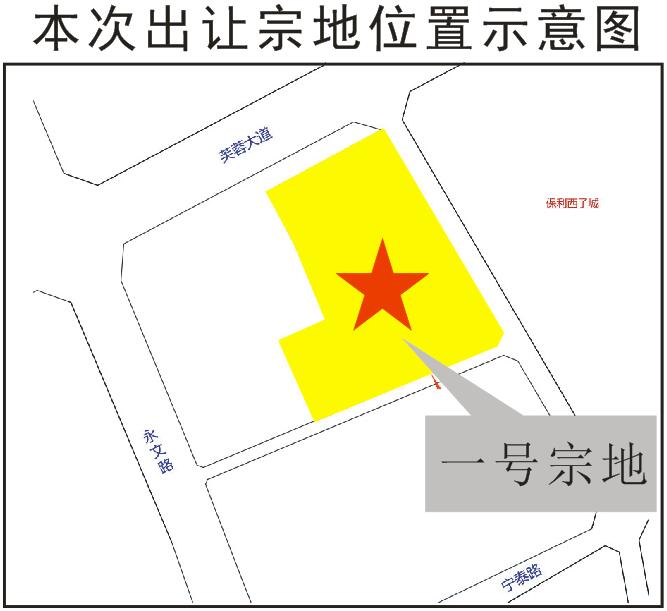 本次出让宗地位置示意图
芙蓉大道
保利西子城
永文路
一号宗地
宁泰路